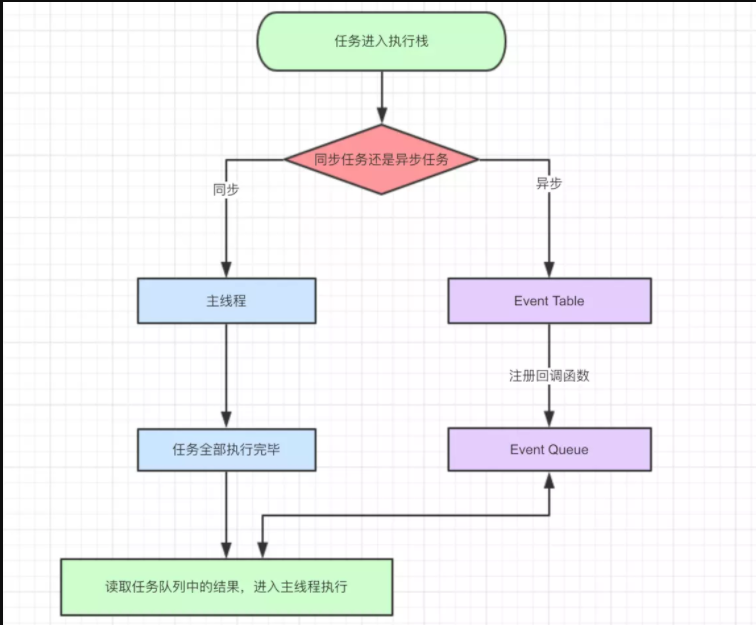 任务进入执行栈
同步任务还是异步任务
同步
异步
主线程
Event Table
注册回调函数
任务全部执行完毕
Event Queue
读取任务队列中的结果，进入主线程执行